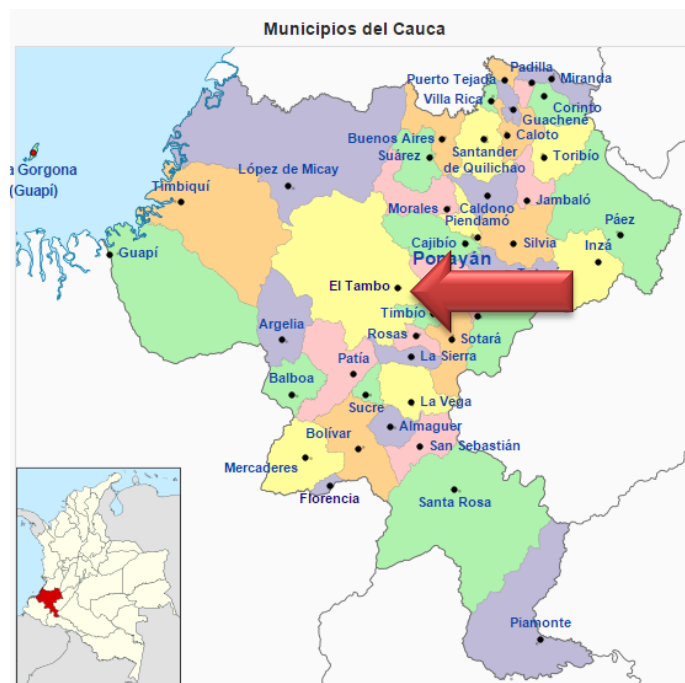 Municipios del Cauca
Padilla
Puerto Tejada
Miranda
Villa Rica
Corinto
Guachené
Buenos Aires
Caloto
Suárez
Santander
de Quilichao
Toribío
a Gorgona
(Guapí)
López de Micay
Timbiquí
Morales
Caldono
Jambaló
Piendamó
Páez
Guapí
Cajibío
Silvia
Inzá
Popayán
El Tambo
Timbío
Argelia
Rosas
Sotará
Patía
La Sierra
Balboa
Sucre
La Vega
Almaguer
Bolívar
San Sebastián
Mercaderes
Florencia
Santa Rosa
Piamonte